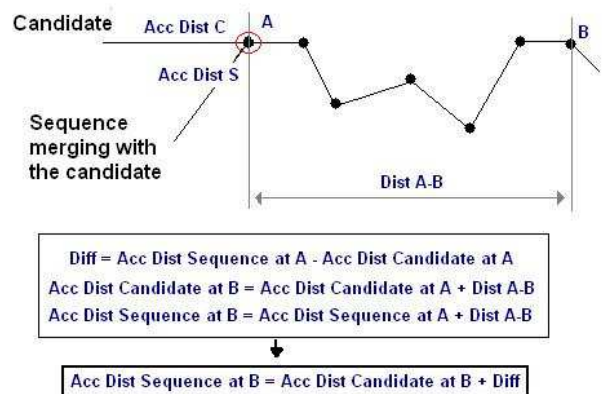 Candidate
Acc Dist C
A
B
Acc Dist S
Sequence
merging with
the candidate
Dist A-B
Diff = Acc Dist Sequence at A - Acc Dist Candidate at A
Acc Dist Candidate at B = Acc Dist Candidate at A + Dist A-B
Acc Dist Sequence at B = Acc Dist Sequence at A + Dist A-B
Acc Dist Sequence at B = Acc Dist Candidate at B + Diff